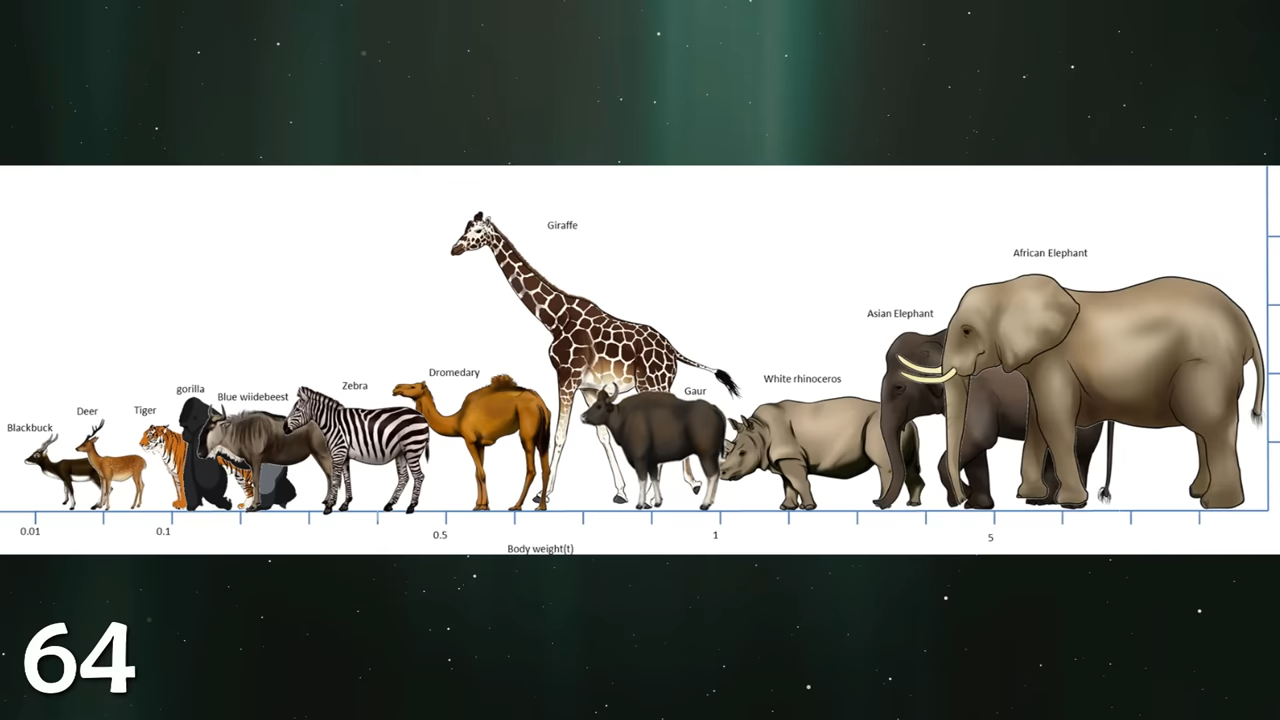 Giraffe
African Elephant
Asian Elephant
Dromedary
White rhinoceros
Zebra
gorilla
Gaur
Blue wiidebeest
Tiger
Deer
Blackbuck
0.01
0.1
0.5
1
5
Body weight(t)
64